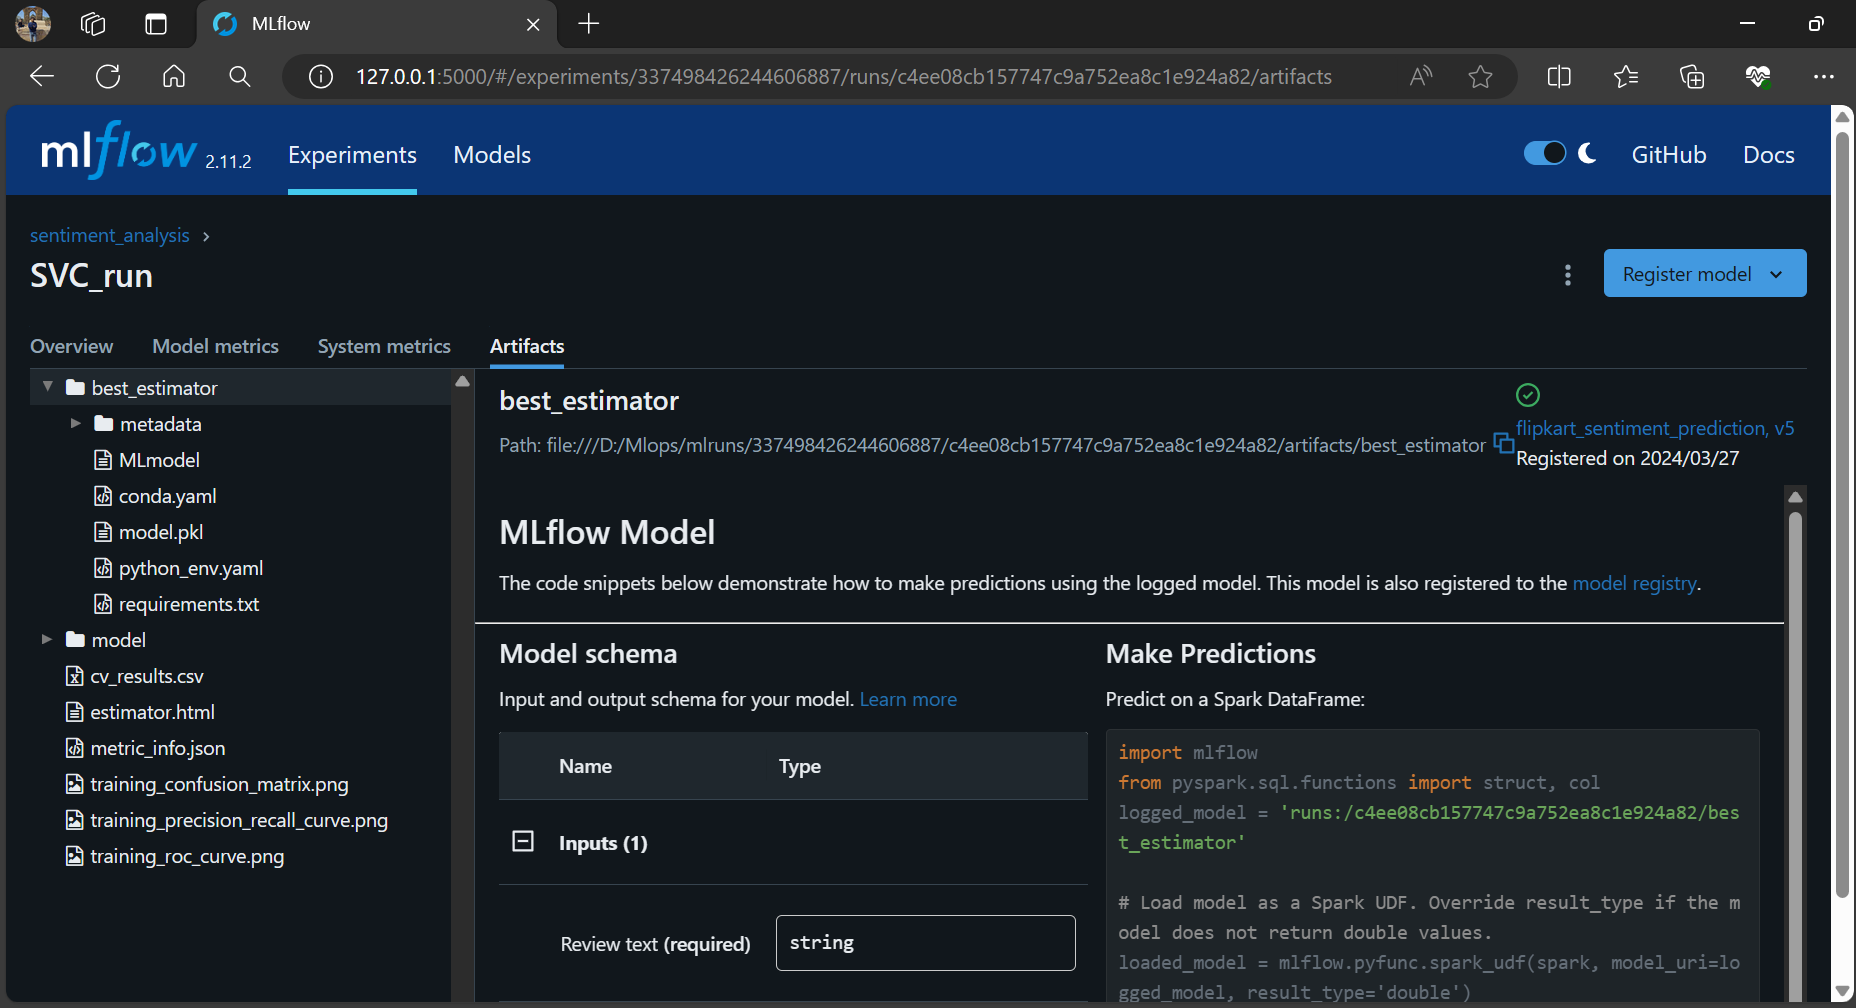 MLflow
127.0.0.1:5000/#/experiments/337498426244606887/runs/c4ee08cb157747c9a752ea8c1e924a82/artifacts
mlflow 2.11.2 Experiments Models GitHub Docs
sentiment_analysis
SVC_run
Register model
Overview Model metrics System metrics Artifacts
best_estimator
metadata
MLmodel
conda.yaml
model.pkl
python_env.yaml
requirements.txt
model
cv_results.csv
estimator.html
metric_info.json
training_confusion_matrix.png
training_precision_recall_curve.png
training_roc_curve.png
best_estimator
Path: file:///D:/Mlops/mlruns/337498426244606887/c4ee08cb157747c9a752ea8c1e924a82/artifacts/best_estimator
flipkart_sentiment_prediction, v5
Registered on 2024/03/27
MLflow Model
The code snippets below demonstrate how to make predictions using the logged model. This model is also registered to the model registry.
Model schema
Input and output schema for your model. Learn more
Name Type
Inputs (1)
Review text (required) string
Make Predictions
Predict on a Spark DataFrame:
import mlflow
from pyspark.sql.functions import struct, col
logged_model = 'runs:/c4ee08cb157747c9a752ea8c1e924a82/bes
t_estimator'
# Load model as a Spark UDF. Override result_type if the m
odel does not return double values.
loaded_model = mlflow.pyfunc.spark_udf(spark, model_uri=lo
gged_model, result_type='double')